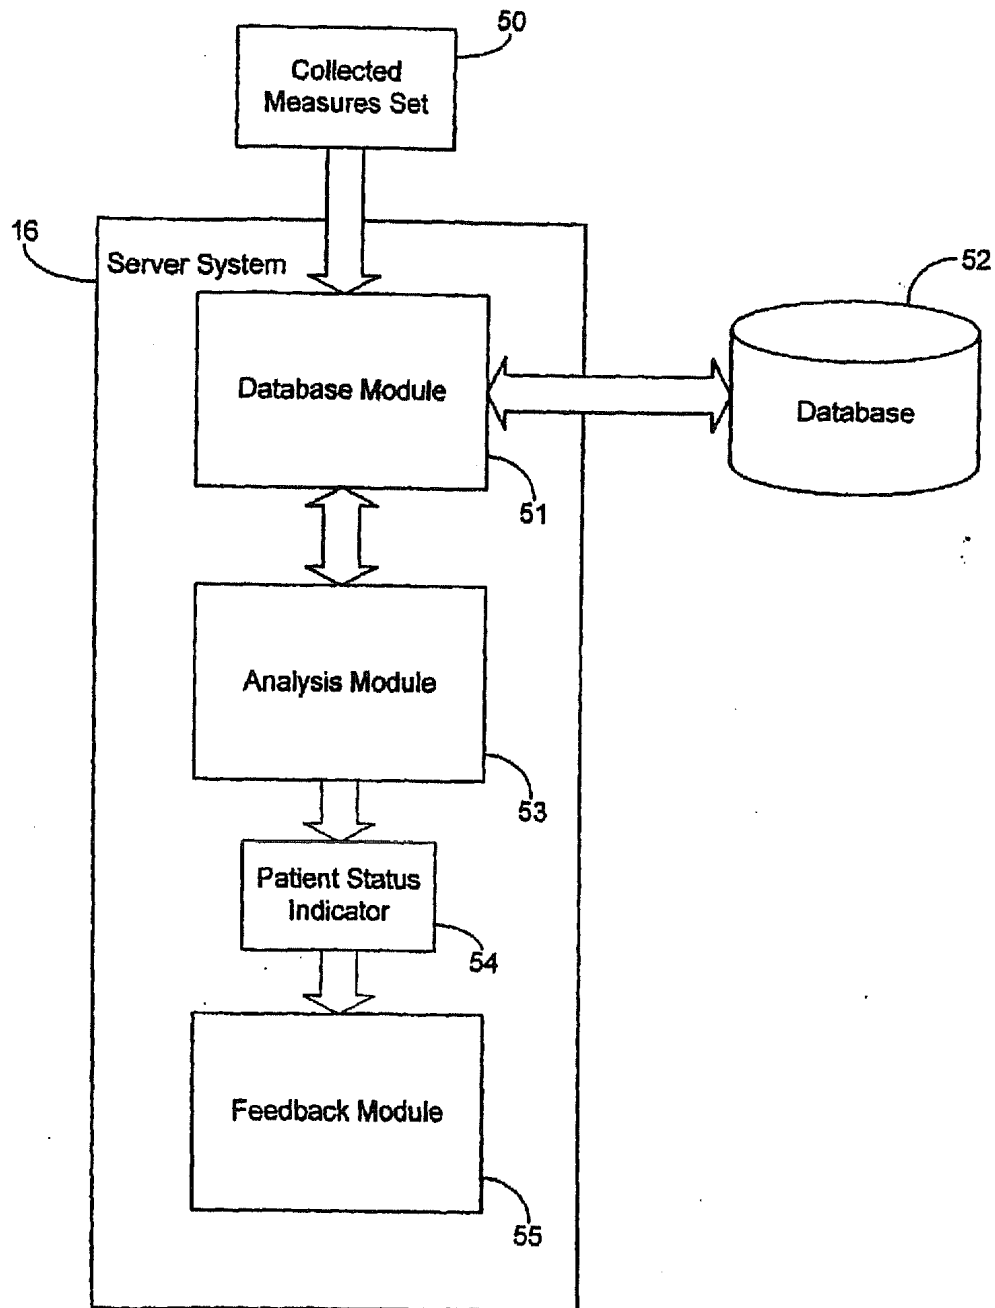 50
Collected
Measures Set
16
Server System
52
Database Module
Database
51
Analysis Module
53
Patient Status
Indicator
54
Feedback Module
55